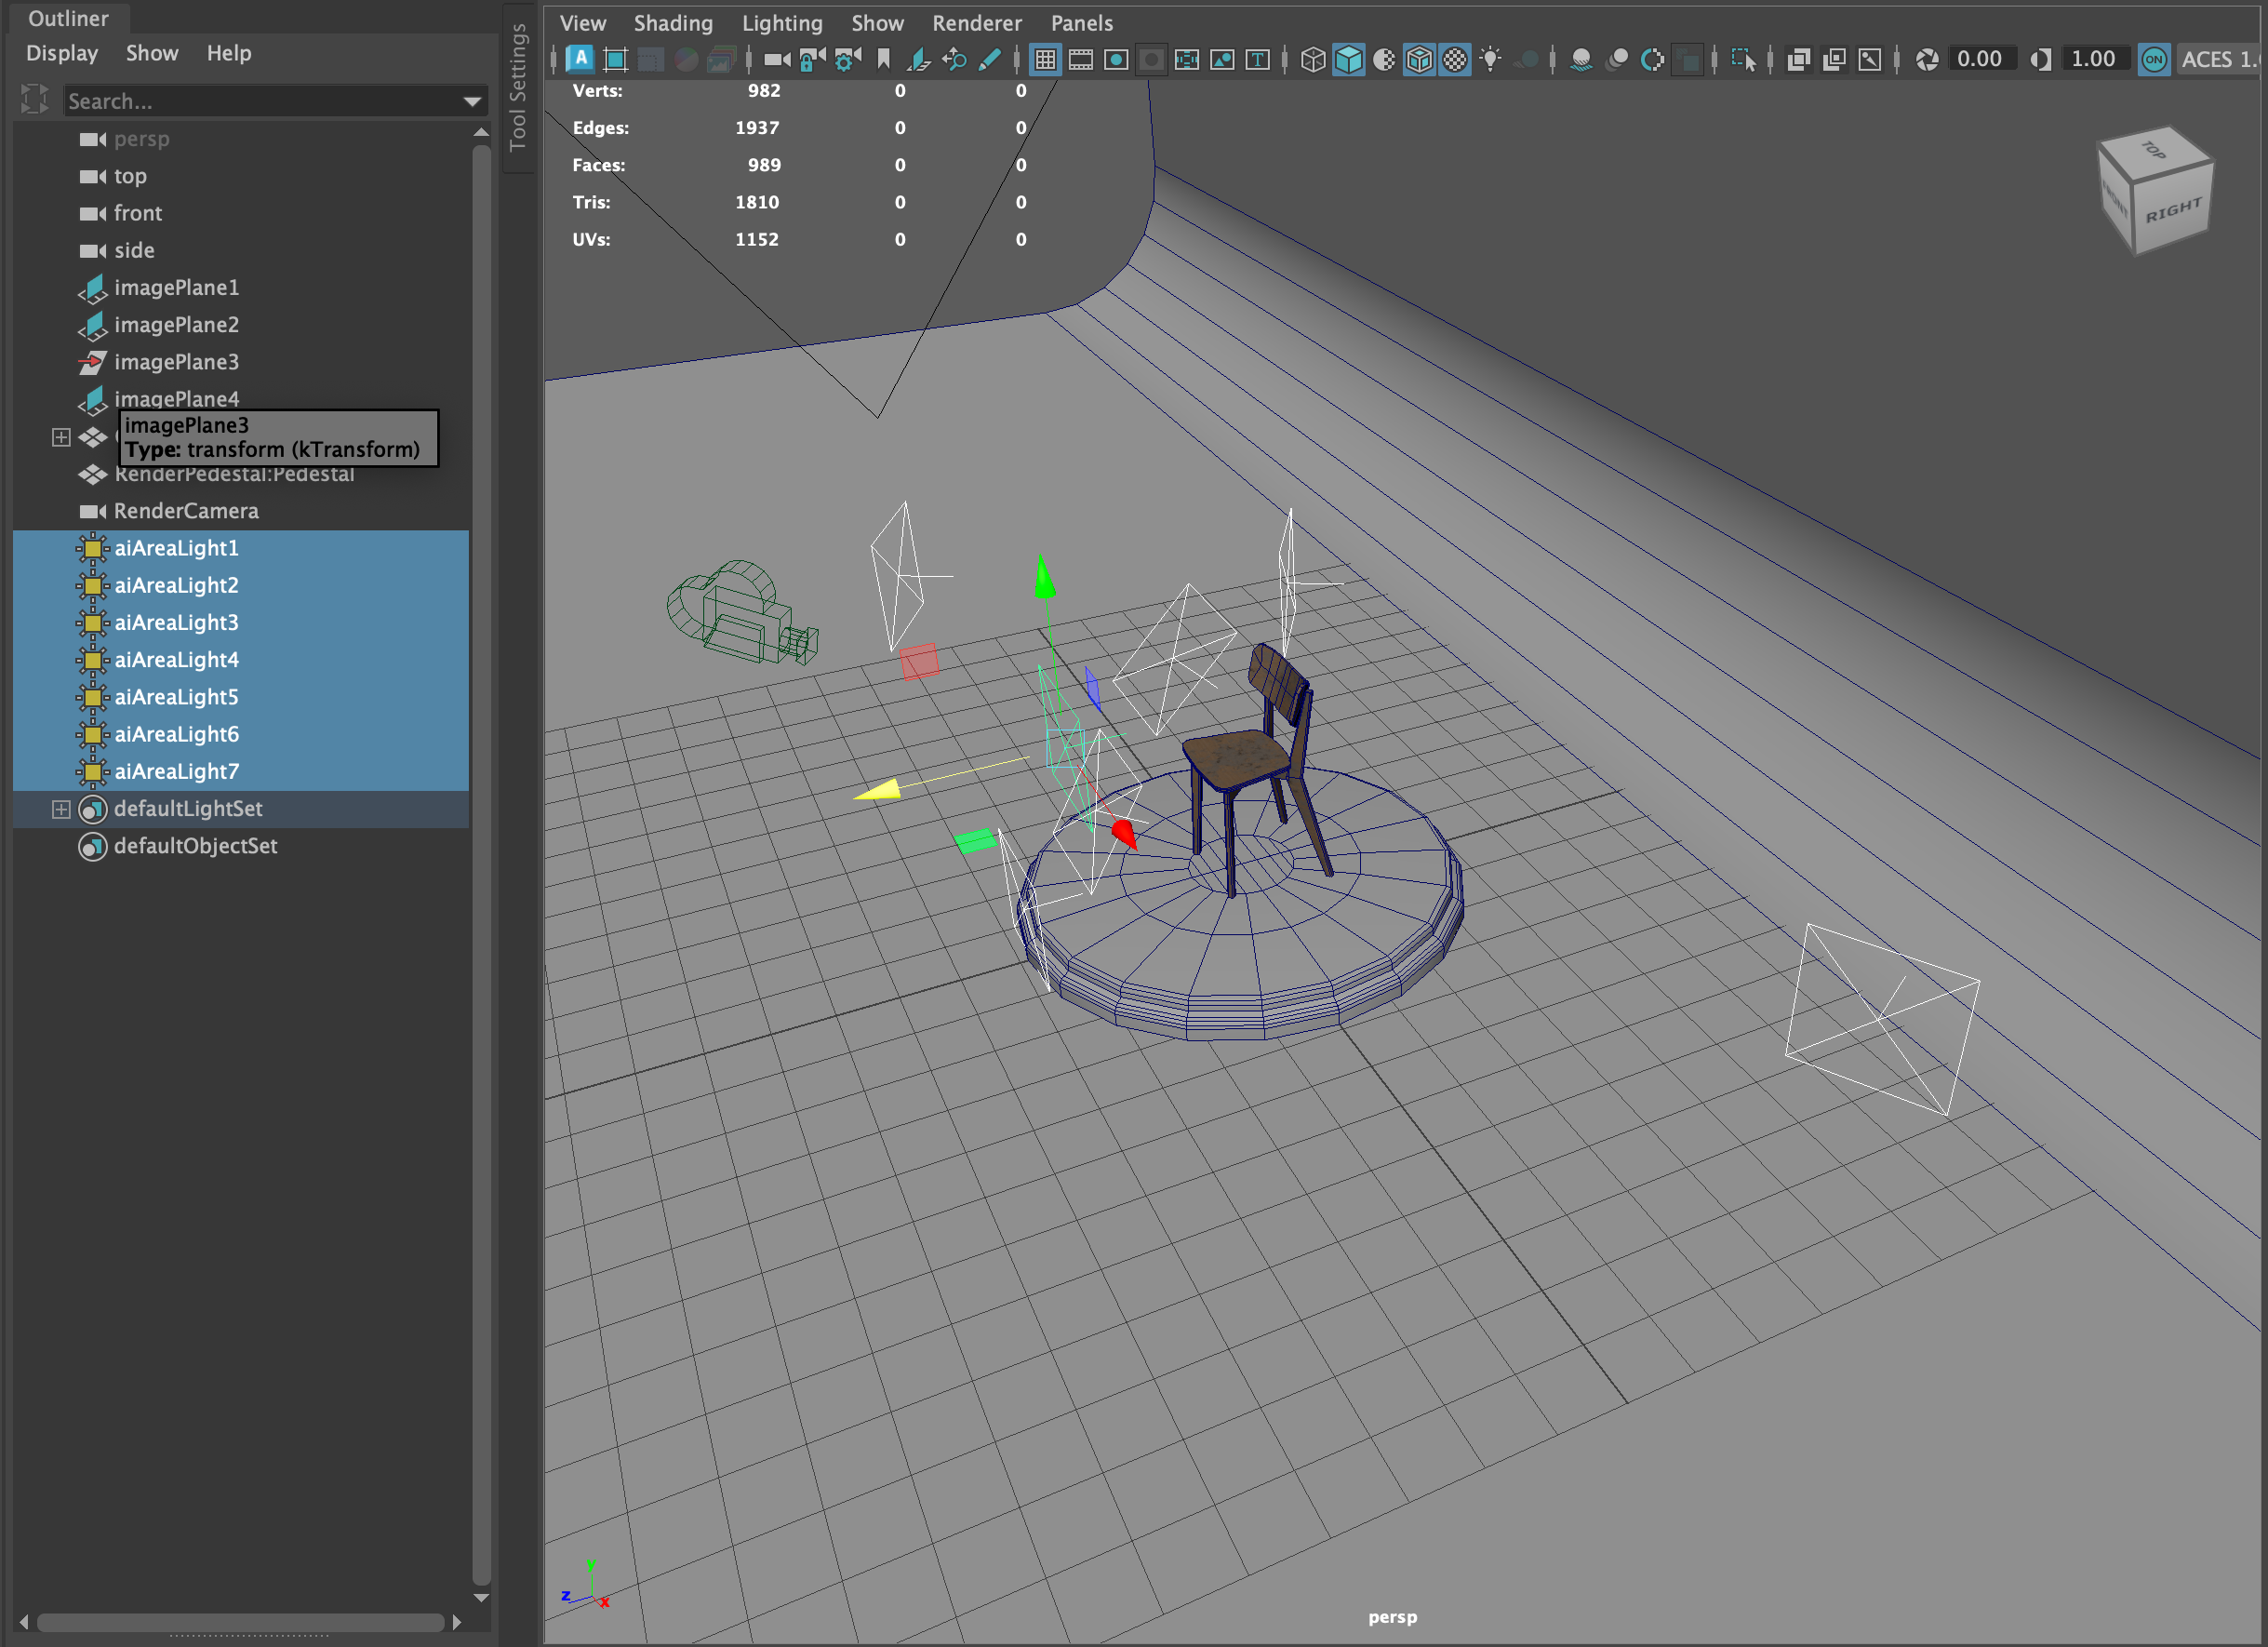 Outliner
Display Show Help
Search...
persp
top
front
side
imagePlane1
imagePlane2
imagePlane3
imagePlane4
imagePlane3
Type: transform (kTransform)
RenderPedestal:Pedestal
RenderCamera
aiAreaLight1
aiAreaLight2
aiAreaLight3
aiAreaLight4
aiAreaLight5
aiAreaLight6
aiAreaLight7
defaultLightSet
defaultObjectSet
Tool Settings
View Shading Lighting Show Renderer Panels
A T 0.00 1.00 ON ACES 1.
Verts: 982 0 0
Edges: 1937 0 0
Faces: 989 0 0
Tris: 1810 0 0
UVs: 1152 0 0
TOP
FRONT
RIGHT
y
z
x
persp